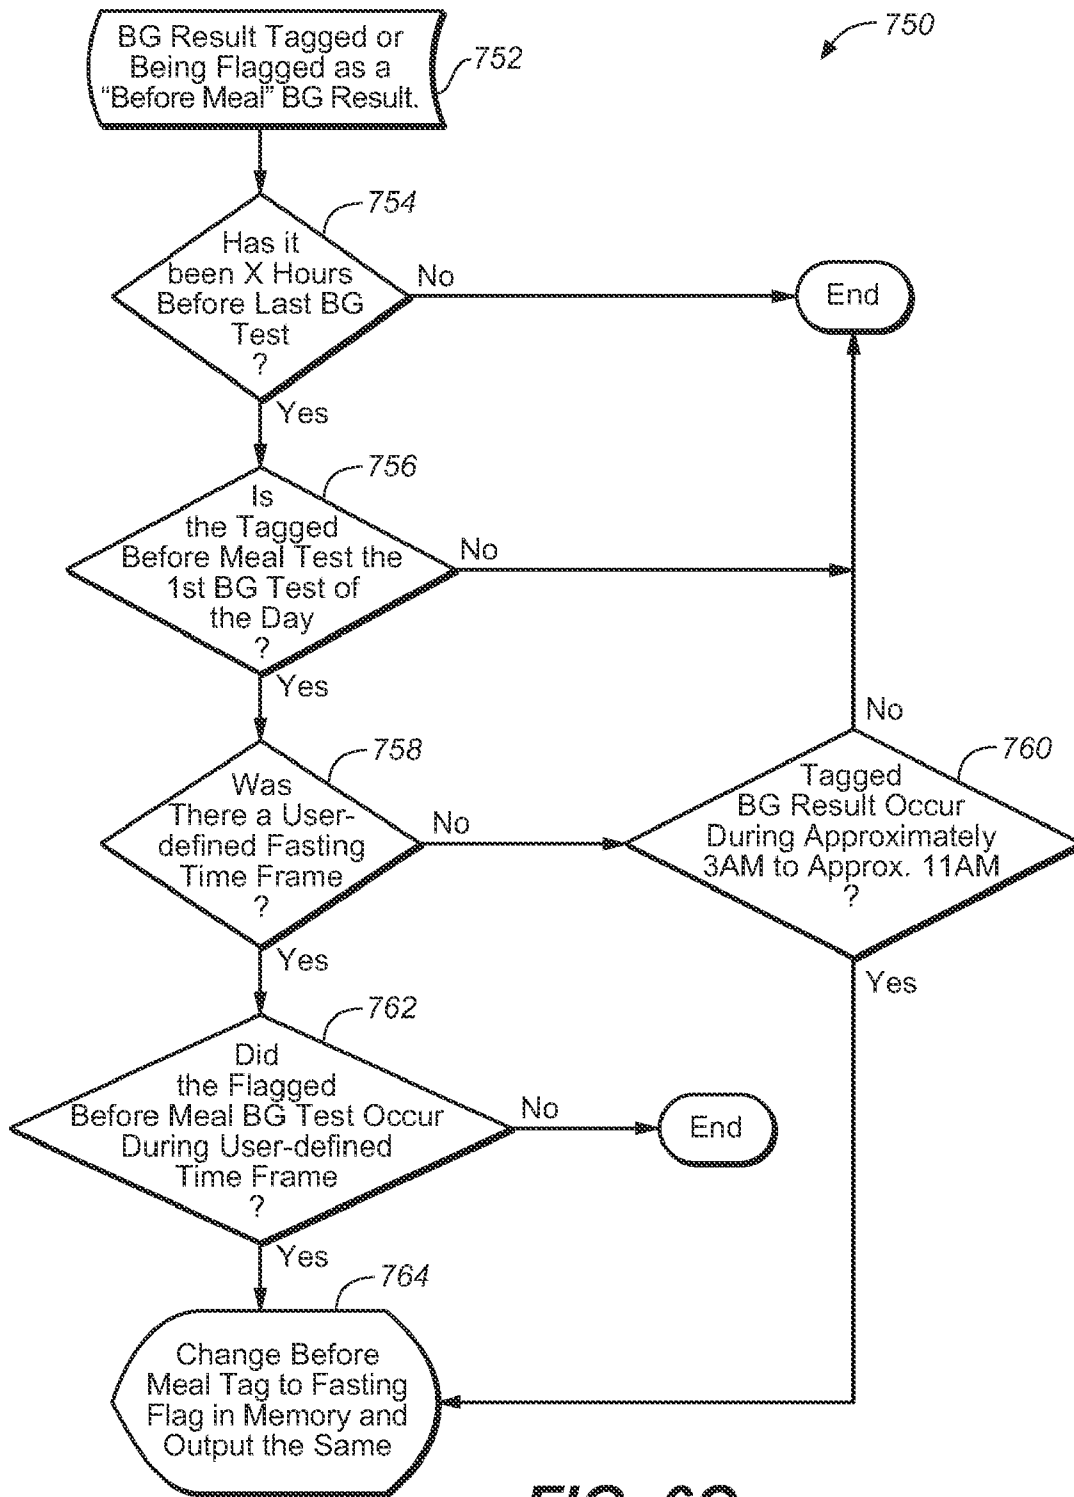 750
BG Result Tagged or
Being Flagged as a
"Before Meal" BG Result.
752
754
Has it
been X Hours
Before Last BG
Test
?
No
End
Yes
756
Is
the Tagged
Before Meal Test the
1st BG Test of
the Day
?
No
Yes
758
Was
There a User-
defined Fasting
Time Frame
?
No
Yes
760
Tagged
BG Result Occur
During Approximately
3AM to Approx. 11AM
?
No
Yes
762
Did
the Flagged
Before Meal BG Test Occur
During User-defined
Time Frame
?
No
End
Yes
764
Change Before
Meal Tag to Fasting
Flag in Memory and
Output the Same